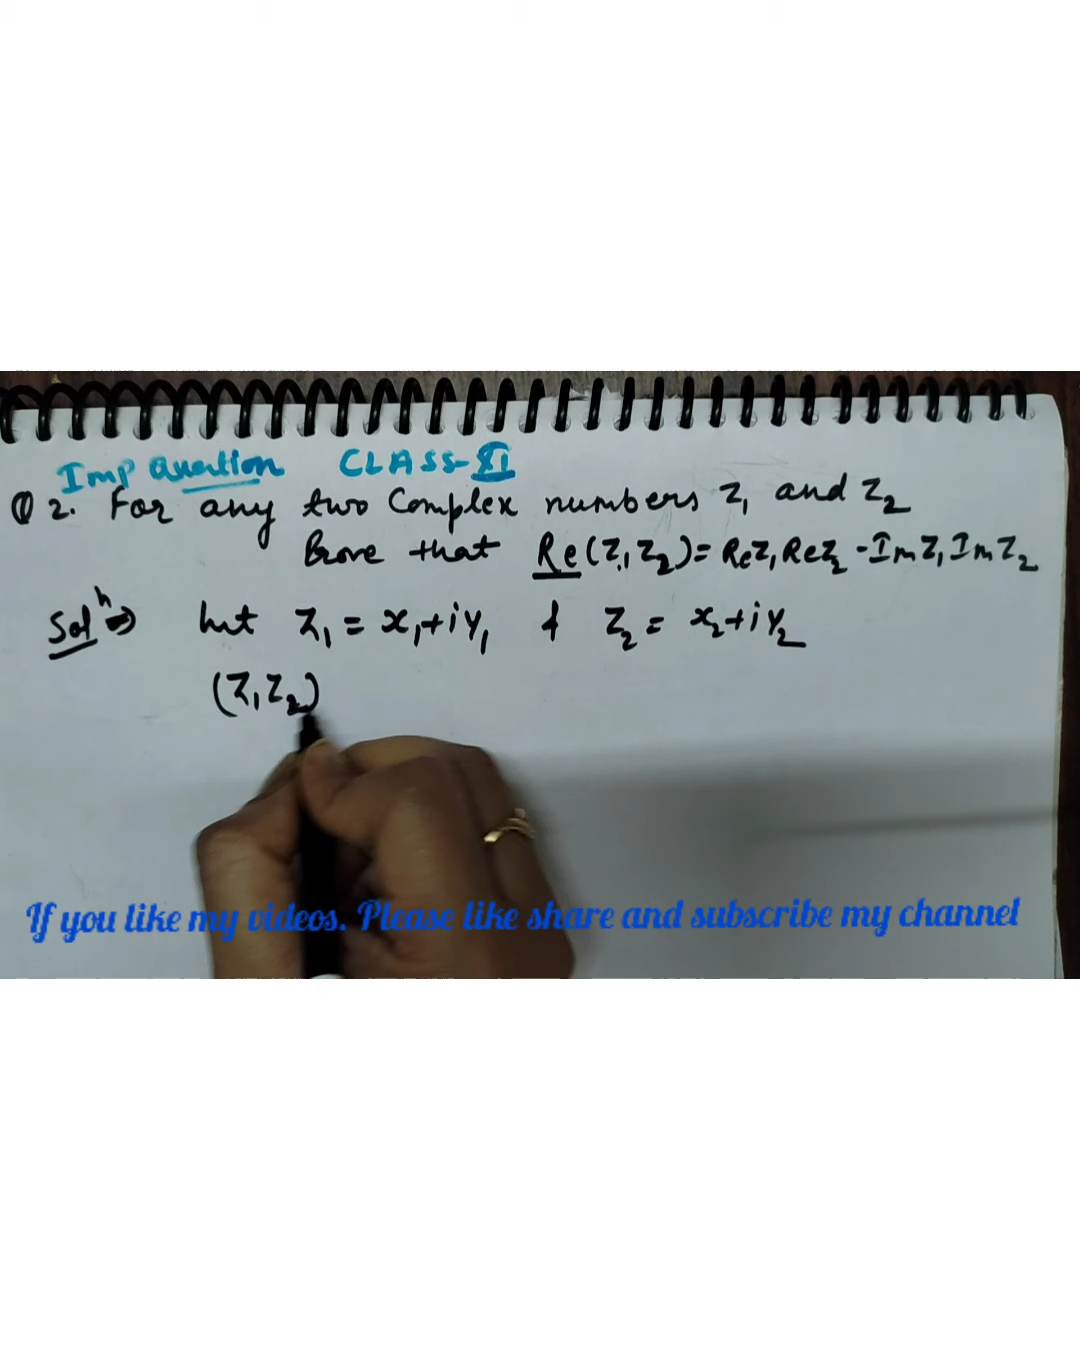 Imp Question CLASS-XI
Q 2. For any two Complex numbers z₁ and z₂
Prove that Re(z₁z₂)= Rez₁Rez₂-Imz₁Imz₂
Solⁿ⇒ Let z₁ = x₁+iy₁ & z₂= x₂+iy₂
(z₁z₂)
If you like my videos. Please like share and subscribe my channel